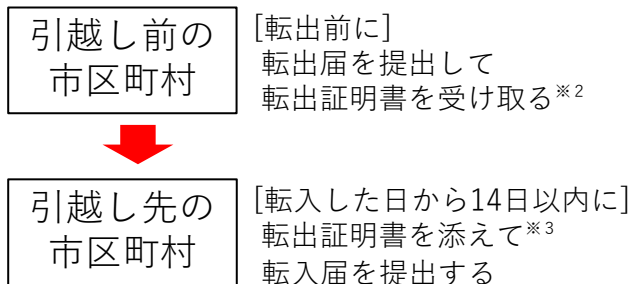 引越し前の
市区町村
[転出前に]
転出届を提出して
転出証明書を受け取る※2
引越し先の
市区町村
[転入した日から14日以内に]
転出証明書を添えて※3
転入届を提出する